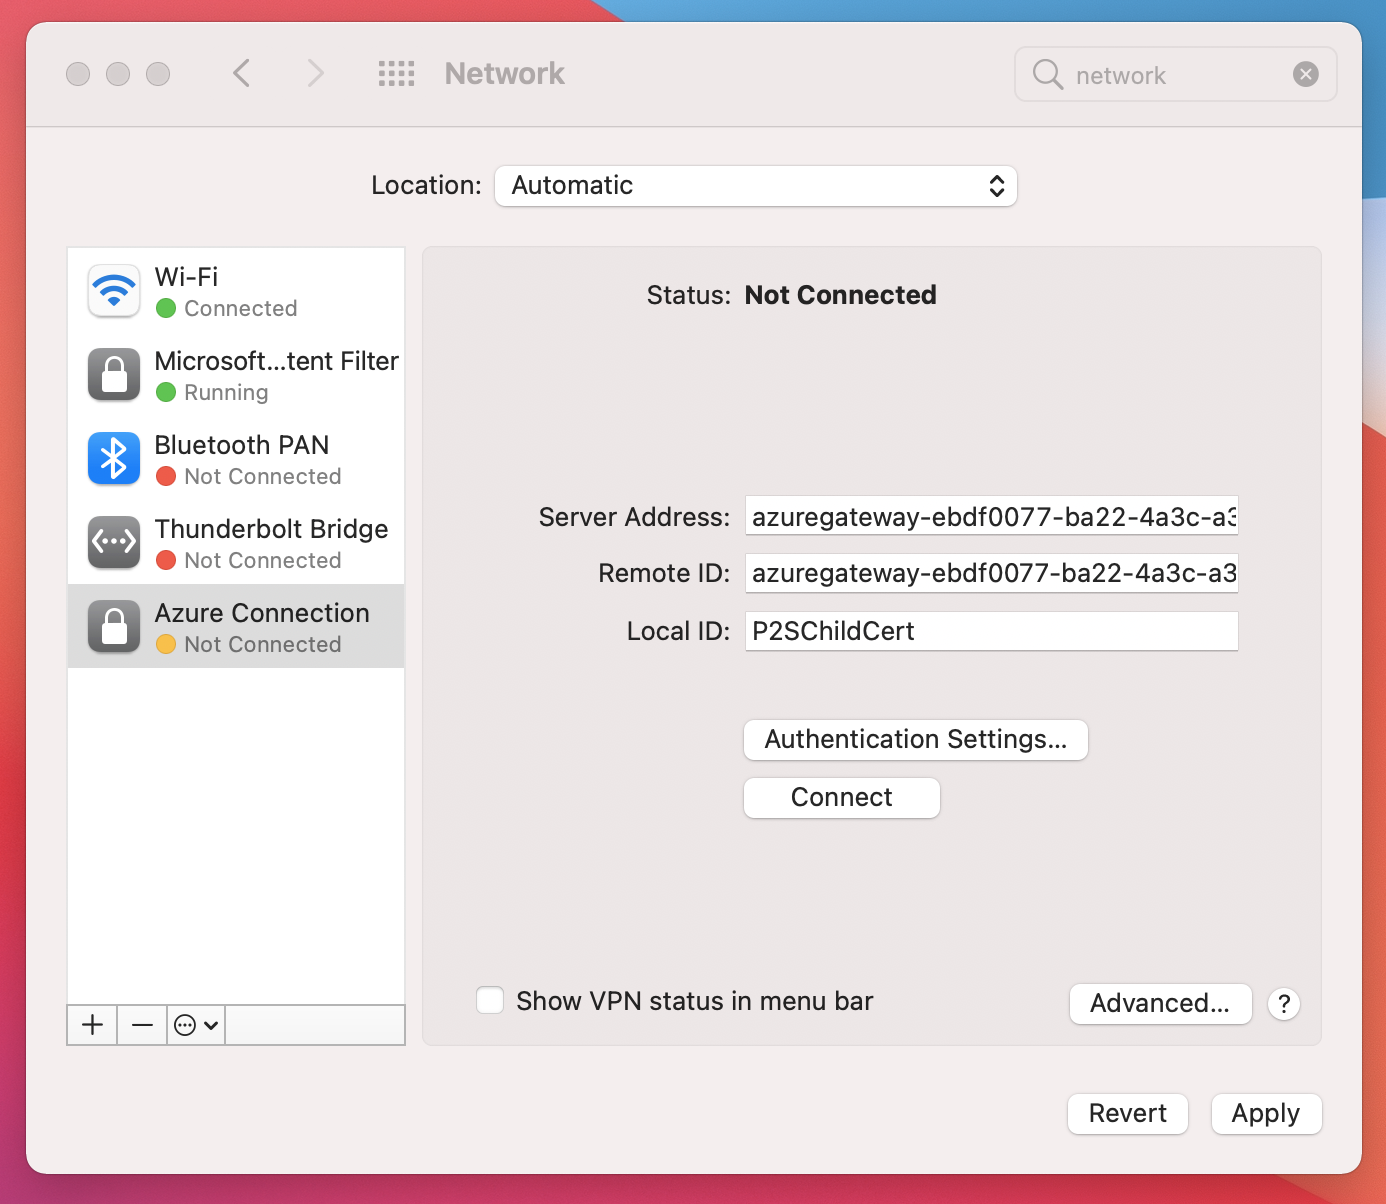 Network
network
Location: Automatic
Wi-Fi
Connected
Microsoft...tent Filter
Running
Bluetooth PAN
Not Connected
Thunderbolt Bridge
Not Connected
Azure Connection
Not Connected
Status: Not Connected
Server Address: azuregateway-ebdf0077-ba22-4a3c-a3
Remote ID: azuregateway-ebdf0077-ba22-4a3c-a3
Local ID: P2SChildCert
Authentication Settings...
Connect
Show VPN status in menu bar
Advanced... ?
Revert Apply